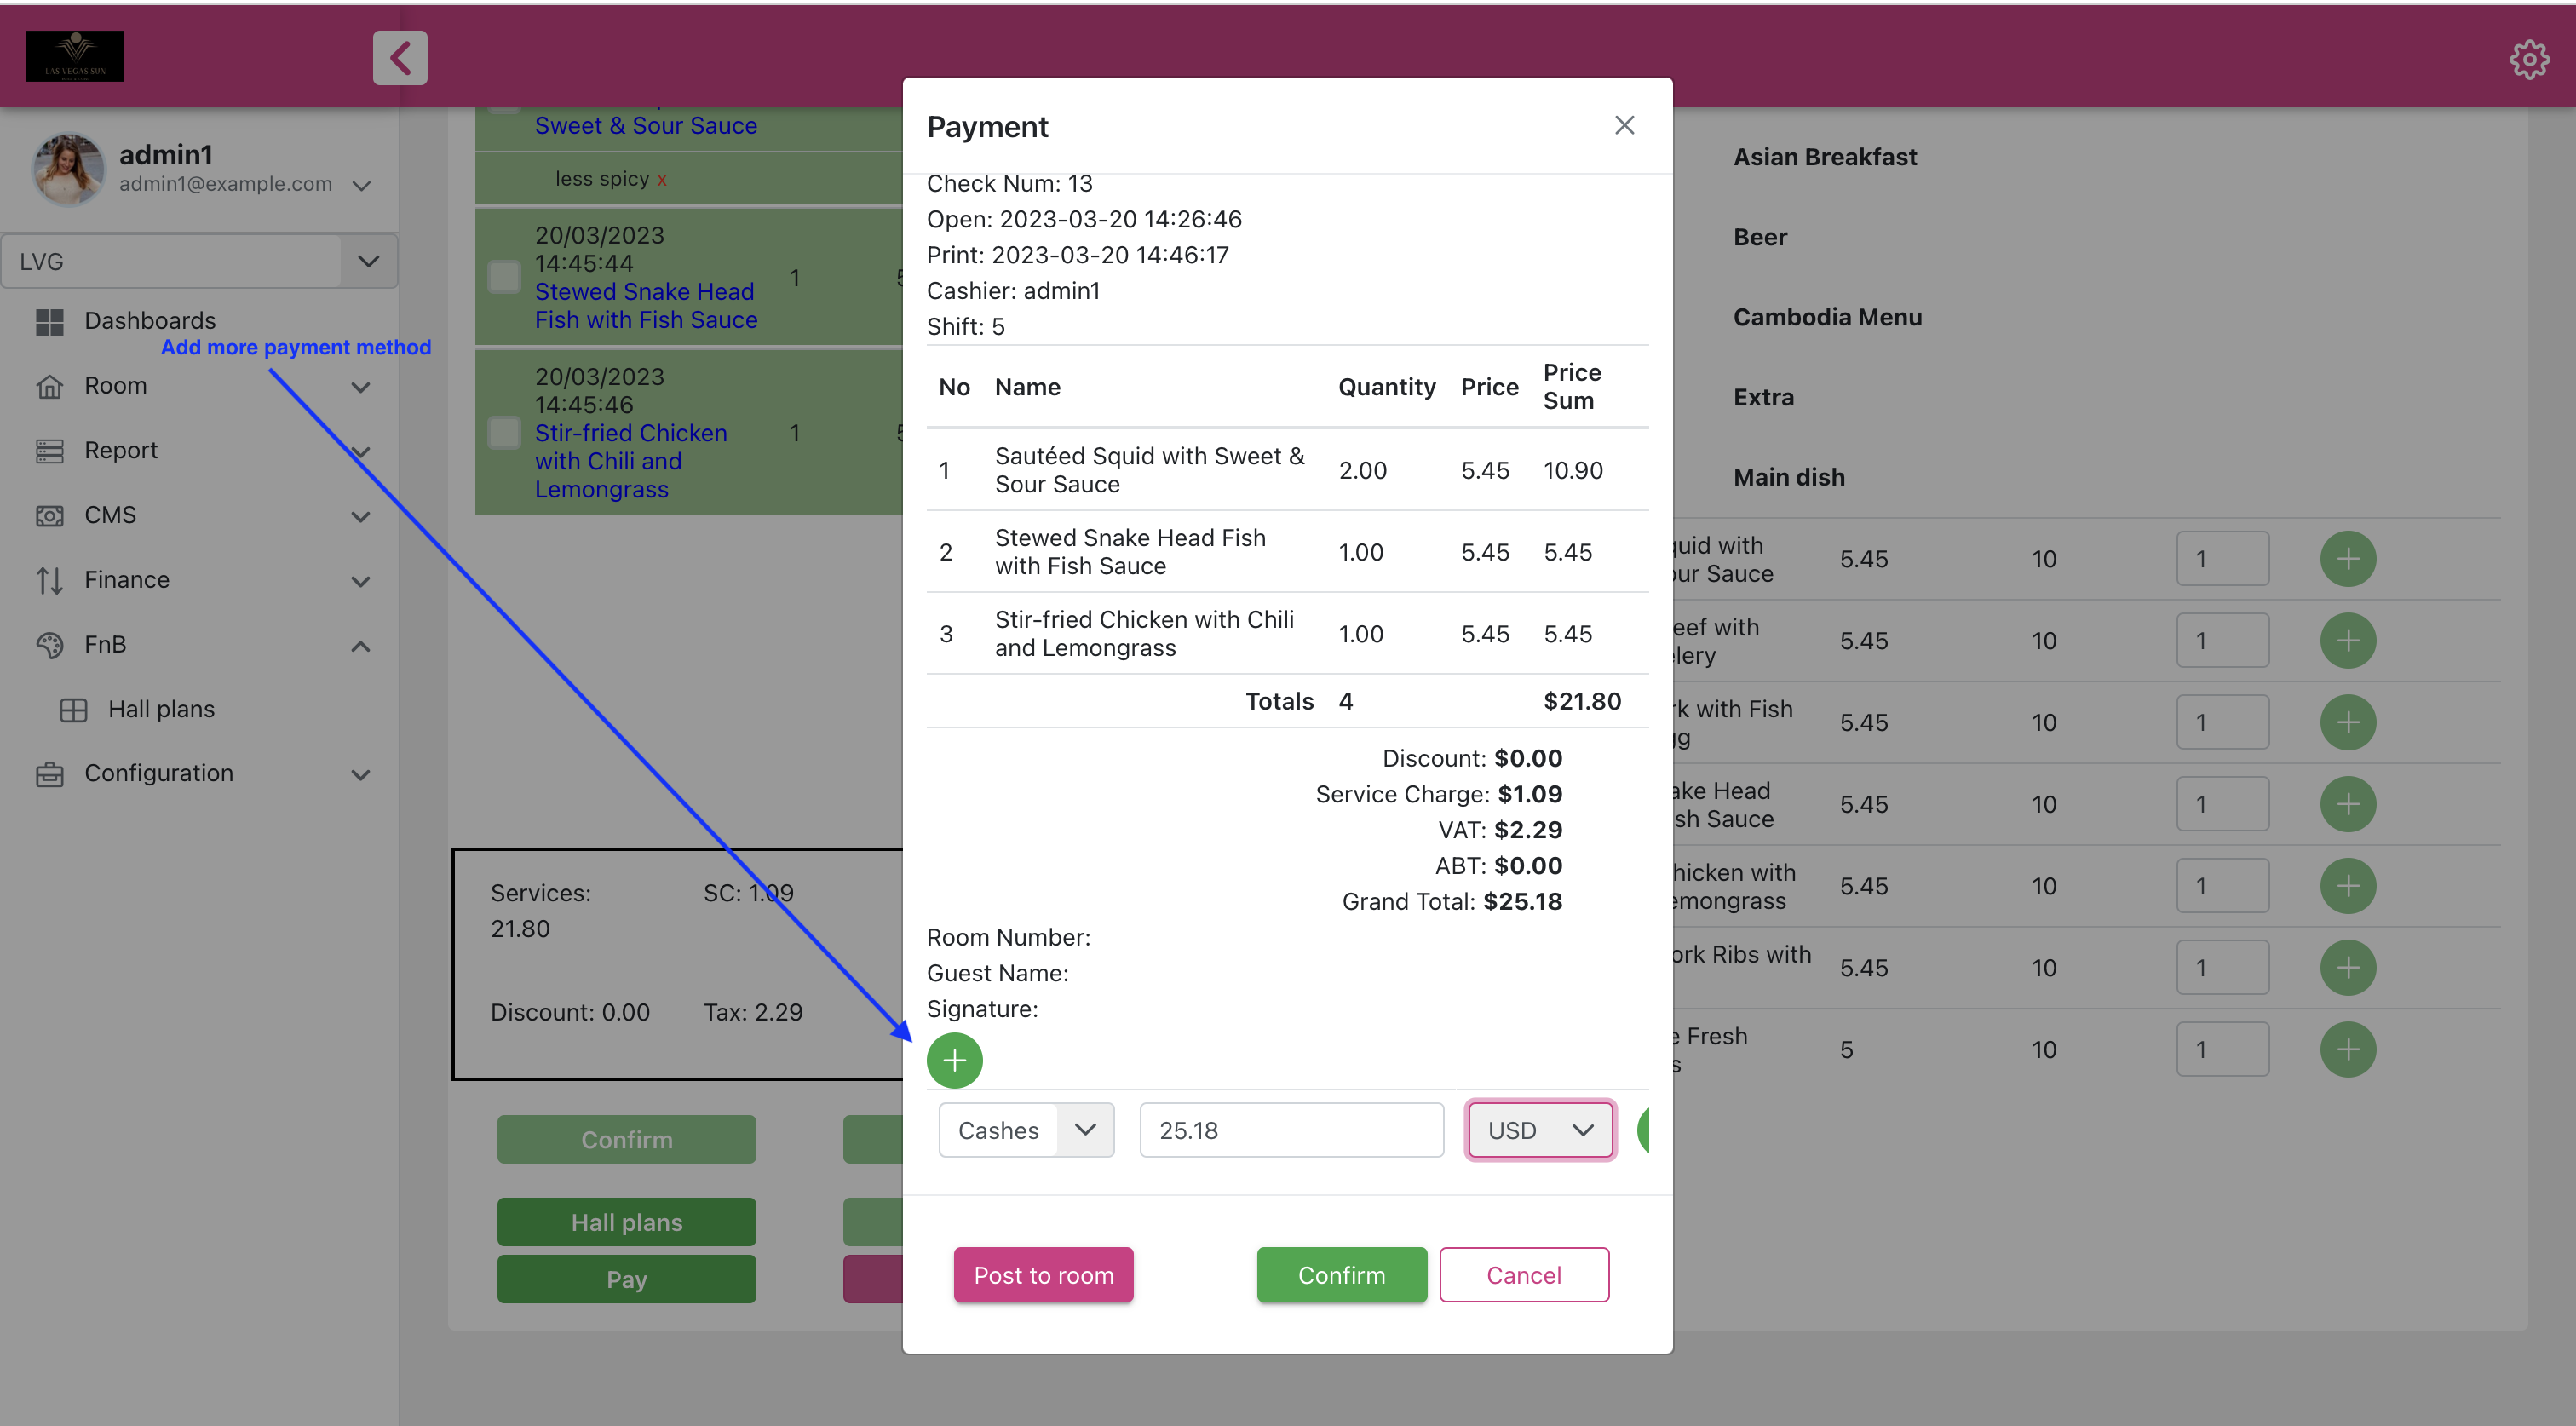 LAS VEGAS SUN
admin1
admin1@example.com
LVG
Dashboards
Add more payment method
Room
Report
CMS
Finance
FnB
Hall plans
Configuration
Sweet & Sour Sauce
less spicy x
20/03/2023
14:45:44
Stewed Snake Head
Fish with Fish Sauce
1
20/03/2023
14:45:46
Stir-fried Chicken
with Chili and
Lemongrass
1
Services:
21.80
SC: 1.09
Discount: 0.00
Tax: 2.29
Confirm
Hall plans
Pay
Payment
Check Num: 13
Open: 2023-03-20 14:26:46
Print: 2023-03-20 14:46:17
Cashier: admin1
Shift: 5
No Name Quantity Price Price Sum
1 Sautéed Squid with Sweet & Sour Sauce 2.00 5.45 10.90
2 Stewed Snake Head Fish with Fish Sauce 1.00 5.45 5.45
3 Stir-fried Chicken with Chili and Lemongrass 1.00 5.45 5.45
Totals 4 $21.80
Discount: $0.00
Service Charge: $1.09
VAT: $2.29
ABT: $0.00
Grand Total: $25.18
Room Number:
Guest Name:
Signature:
Cashes 25.18 USD
Post to room Confirm Cancel
Asian Breakfast
Beer
Cambodia Menu
Extra
Main dish
with
Sauce 5.45 10 1
with
5.45 10 1
with Fish
5.45 10 1
Head
Sauce 5.45 10 1
with
5.45 10 1
Ribs with
5.45 10 1
Fresh
5 10 1